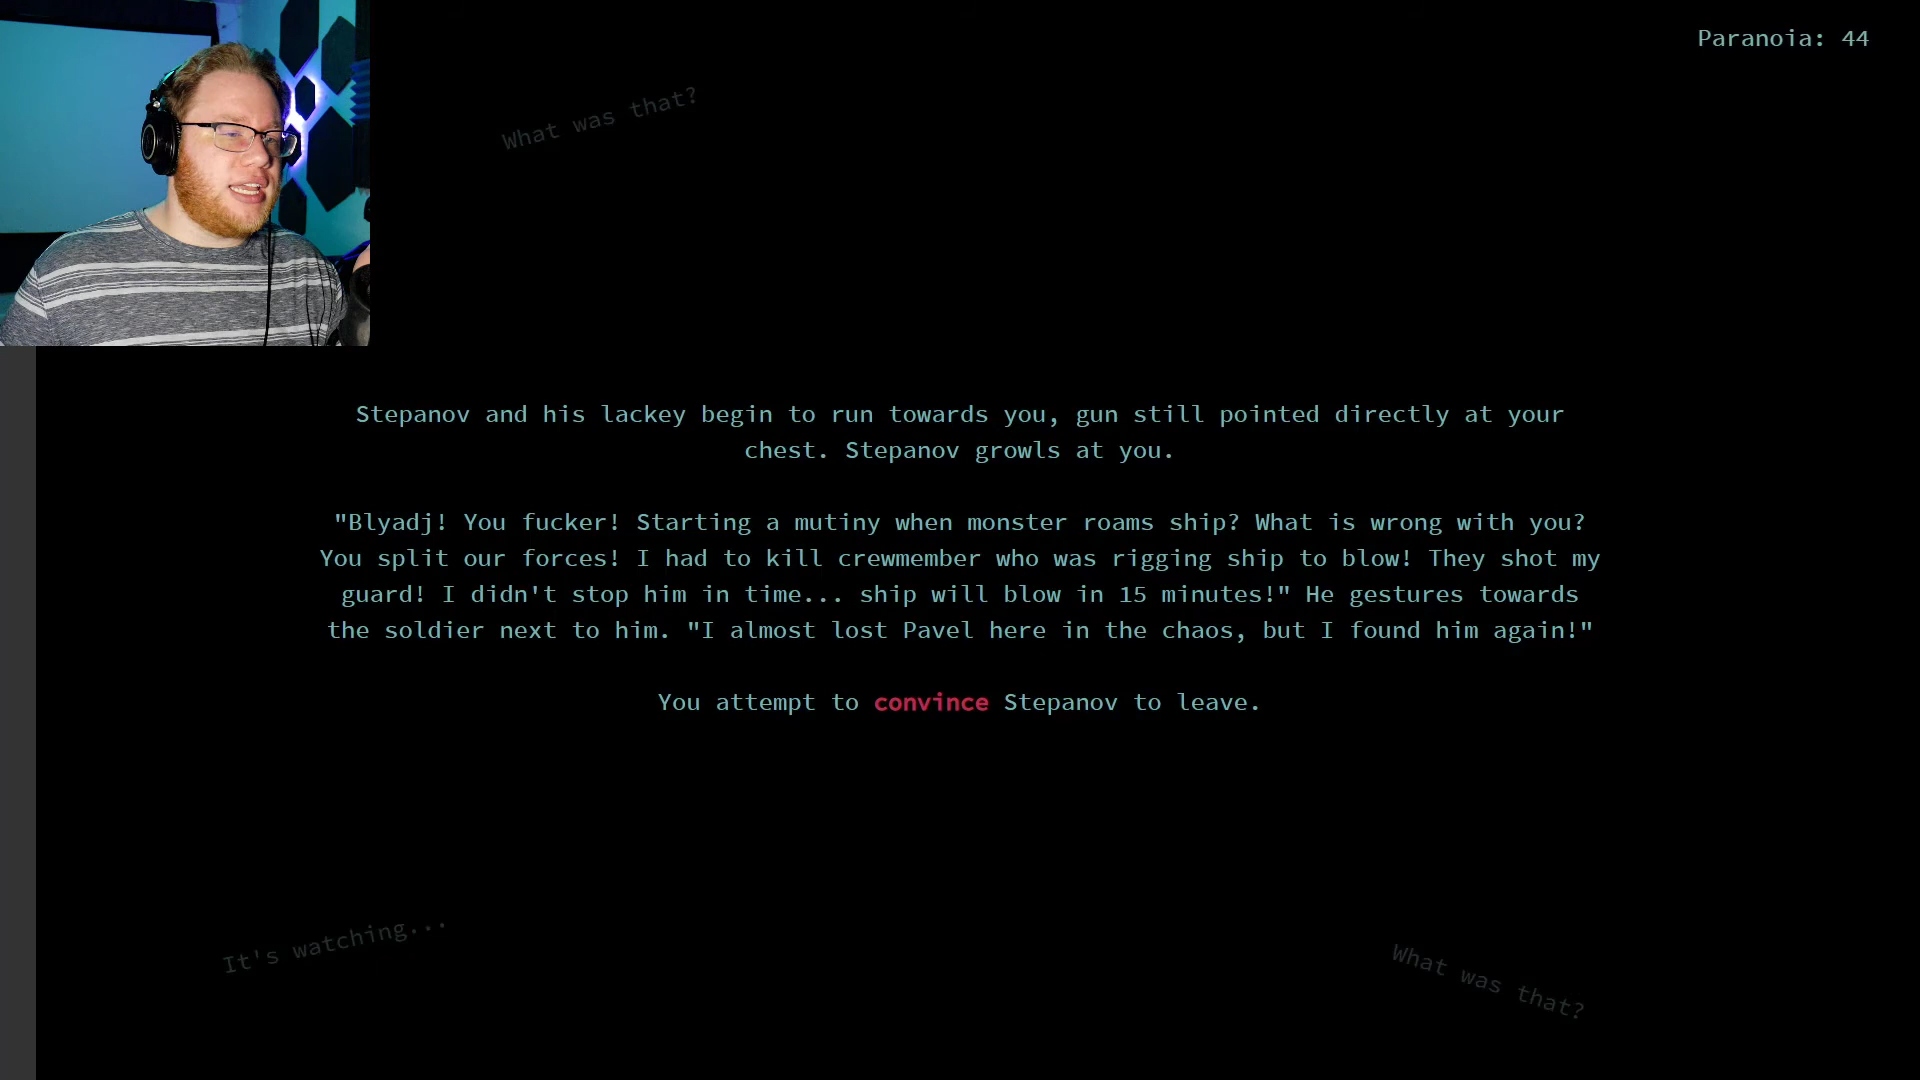 Paranoia: 44
What was that?
Stepanov and his lackey begin to run towards you, gun still pointed directly at your
chest. Stepanov growls at you.
"Blyadj! You fucker! Starting a mutiny when monster roams ship? What is wrong with you?
You split our forces! I had to kill crewmember who was rigging ship to blow! They shot my
guard! I didn't stop him in time... ship will blow in 15 minutes!" He gestures towards
the soldier next to him. "I almost lost Pavel here in the chaos, but I found him again!"
You attempt to convince Stepanov to leave.
It's watching...
What was that?